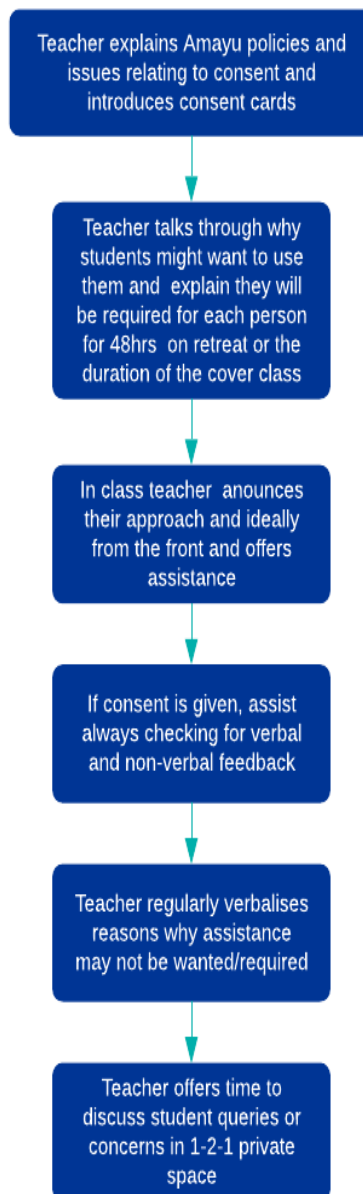 Teacher explains Amayu policies and
issues relating to consent and
introduces consent cards
Teacher talks through why
students might want to use
them and explain they will
be required for each person
for 48hrs on retreat or the
duration of the cover class
In class teacher anounces
their approach and ideally
from the front and offers
assistance
If consent is given, assist
always checking for verbal
and non-verbal feedback
Teacher regularly verbalises
reasons why assistance
may not be wanted/required
Teacher offers time to
discuss student queries or
concerns in 1-2-1 private
space